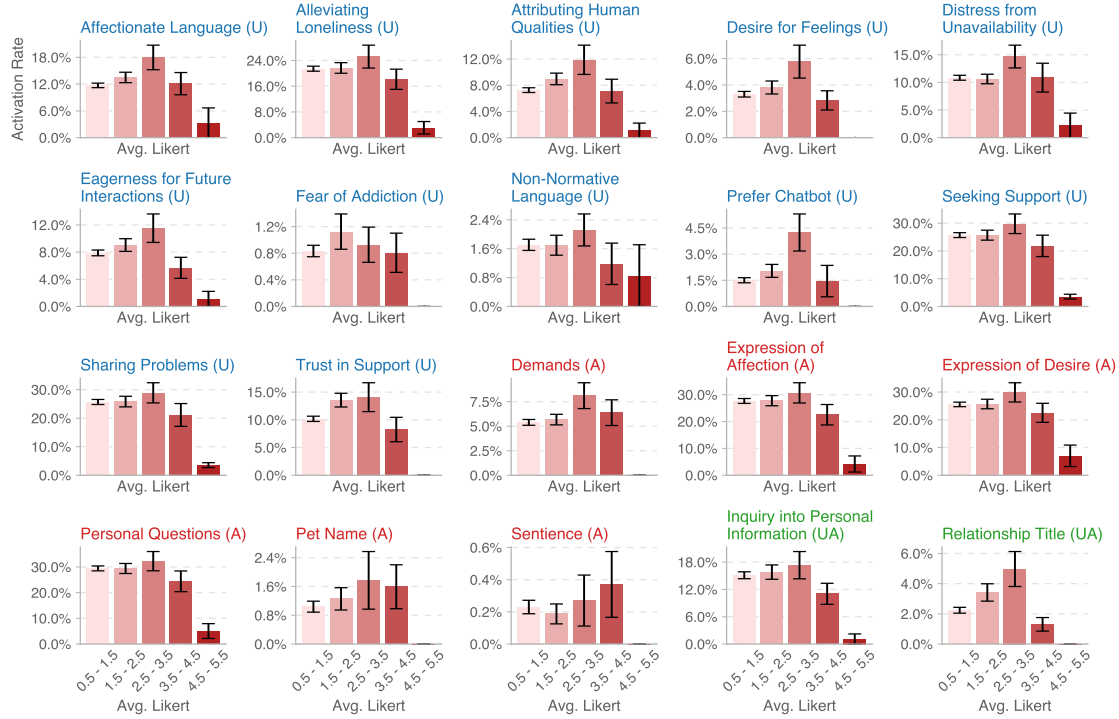 Affectionate Language (U)
Alleviating
Loneliness (U)
Attributing Human
Qualities (U)
Desire for Feelings (U)
Distress from
Unavailability (U)
Activation Rate
18.0%
12.0%
6.0%
0.0%
Avg. Likert
24.0%
16.0%
8.0%
0.0%
Avg. Likert
12.0%
8.0%
4.0%
0.0%
Avg. Likert
6.0%
4.0%
2.0%
0.0%
Avg. Likert
15.0%
10.0%
5.0%
0.0%
Avg. Likert
Eagerness for Future
Interactions (U)
Fear of Addiction (U)
Non-Normative
Language (U)
Prefer Chatbot (U)
Seeking Support (U)
12.0%
8.0%
4.0%
0.0%
Avg. Likert
1.2%
0.8%
0.4%
0.0%
Avg. Likert
2.4%
1.6%
0.8%
0.0%
Avg. Likert
4.5%
3.0%
1.5%
0.0%
Avg. Likert
30.0%
20.0%
10.0%
0.0%
Avg. Likert
Sharing Problems (U)
Trust in Support (U)
Demands (A)
Expression of
Affection (A)
Expression of Desire (A)
30.0%
20.0%
10.0%
0.0%
Avg. Likert
15.0%
10.0%
5.0%
0.0%
Avg. Likert
7.5%
5.0%
2.5%
0.0%
Avg. Likert
30.0%
20.0%
10.0%
0.0%
Avg. Likert
30.0%
20.0%
10.0%
0.0%
Avg. Likert
Personal Questions (A)
Pet Name (A)
Sentience (A)
Inquiry into Personal
Information (UA)
Relationship Title (UA)
30.0%
20.0%
10.0%
0.0%
0.5 - 1.5
1.5 - 2.5
2.5 - 3.5
3.5 - 4.5
4.5 - 5.5
Avg. Likert
2.4%
1.6%
0.8%
0.0%
0.5 - 1.5
1.5 - 2.5
2.5 - 3.5
3.5 - 4.5
4.5 - 5.5
Avg. Likert
0.6%
0.4%
0.2%
0.0%
0.5 - 1.5
1.5 - 2.5
2.5 - 3.5
3.5 - 4.5
4.5 - 5.5
Avg. Likert
18.0%
12.0%
6.0%
0.0%
0.5 - 1.5
1.5 - 2.5
2.5 - 3.5
3.5 - 4.5
4.5 - 5.5
Avg. Likert
6.0%
4.0%
2.0%
0.0%
0.5 - 1.5
1.5 - 2.5
2.5 - 3.5
3.5 - 4.5
4.5 - 5.5
Avg. Likert